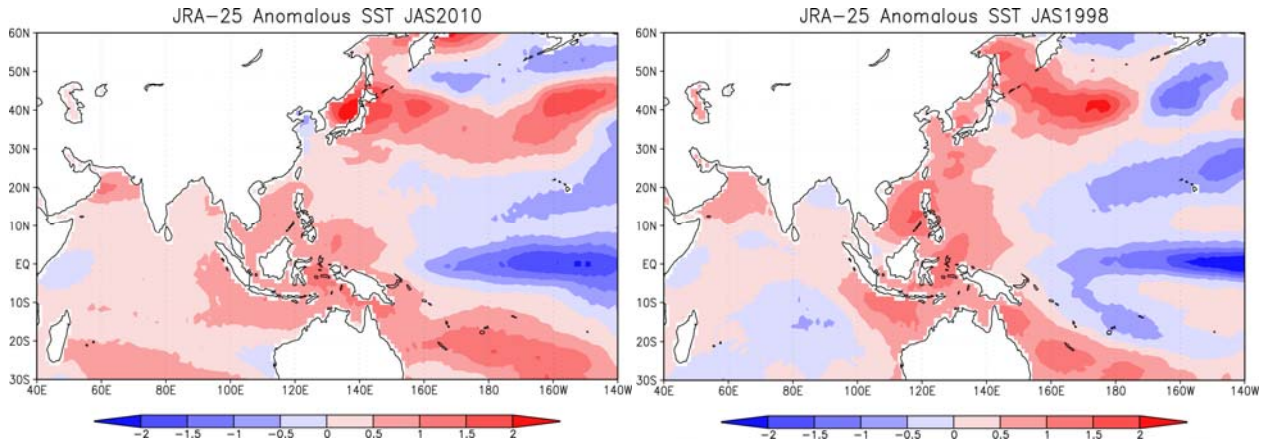 JRA-25 Anomalous SST JAS2010
60N
50N
40N
30N
20N
10N
EQ
10S
20S
30S
40E 60E 80E 100E 120E 140E 160E 180 160W 140W
-2 -1.5 -1 -0.5 0 0.5 1 1.5 2
JRA-25 Anomalous SST JAS1998
60N
50N
40N
30N
20N
10N
EQ
10S
20S
30S
40E 60E 80E 100E 120E 140E 160E 180 160W 140W
-2 -1.5 -1 -0.5 0 0.5 1 1.5 2